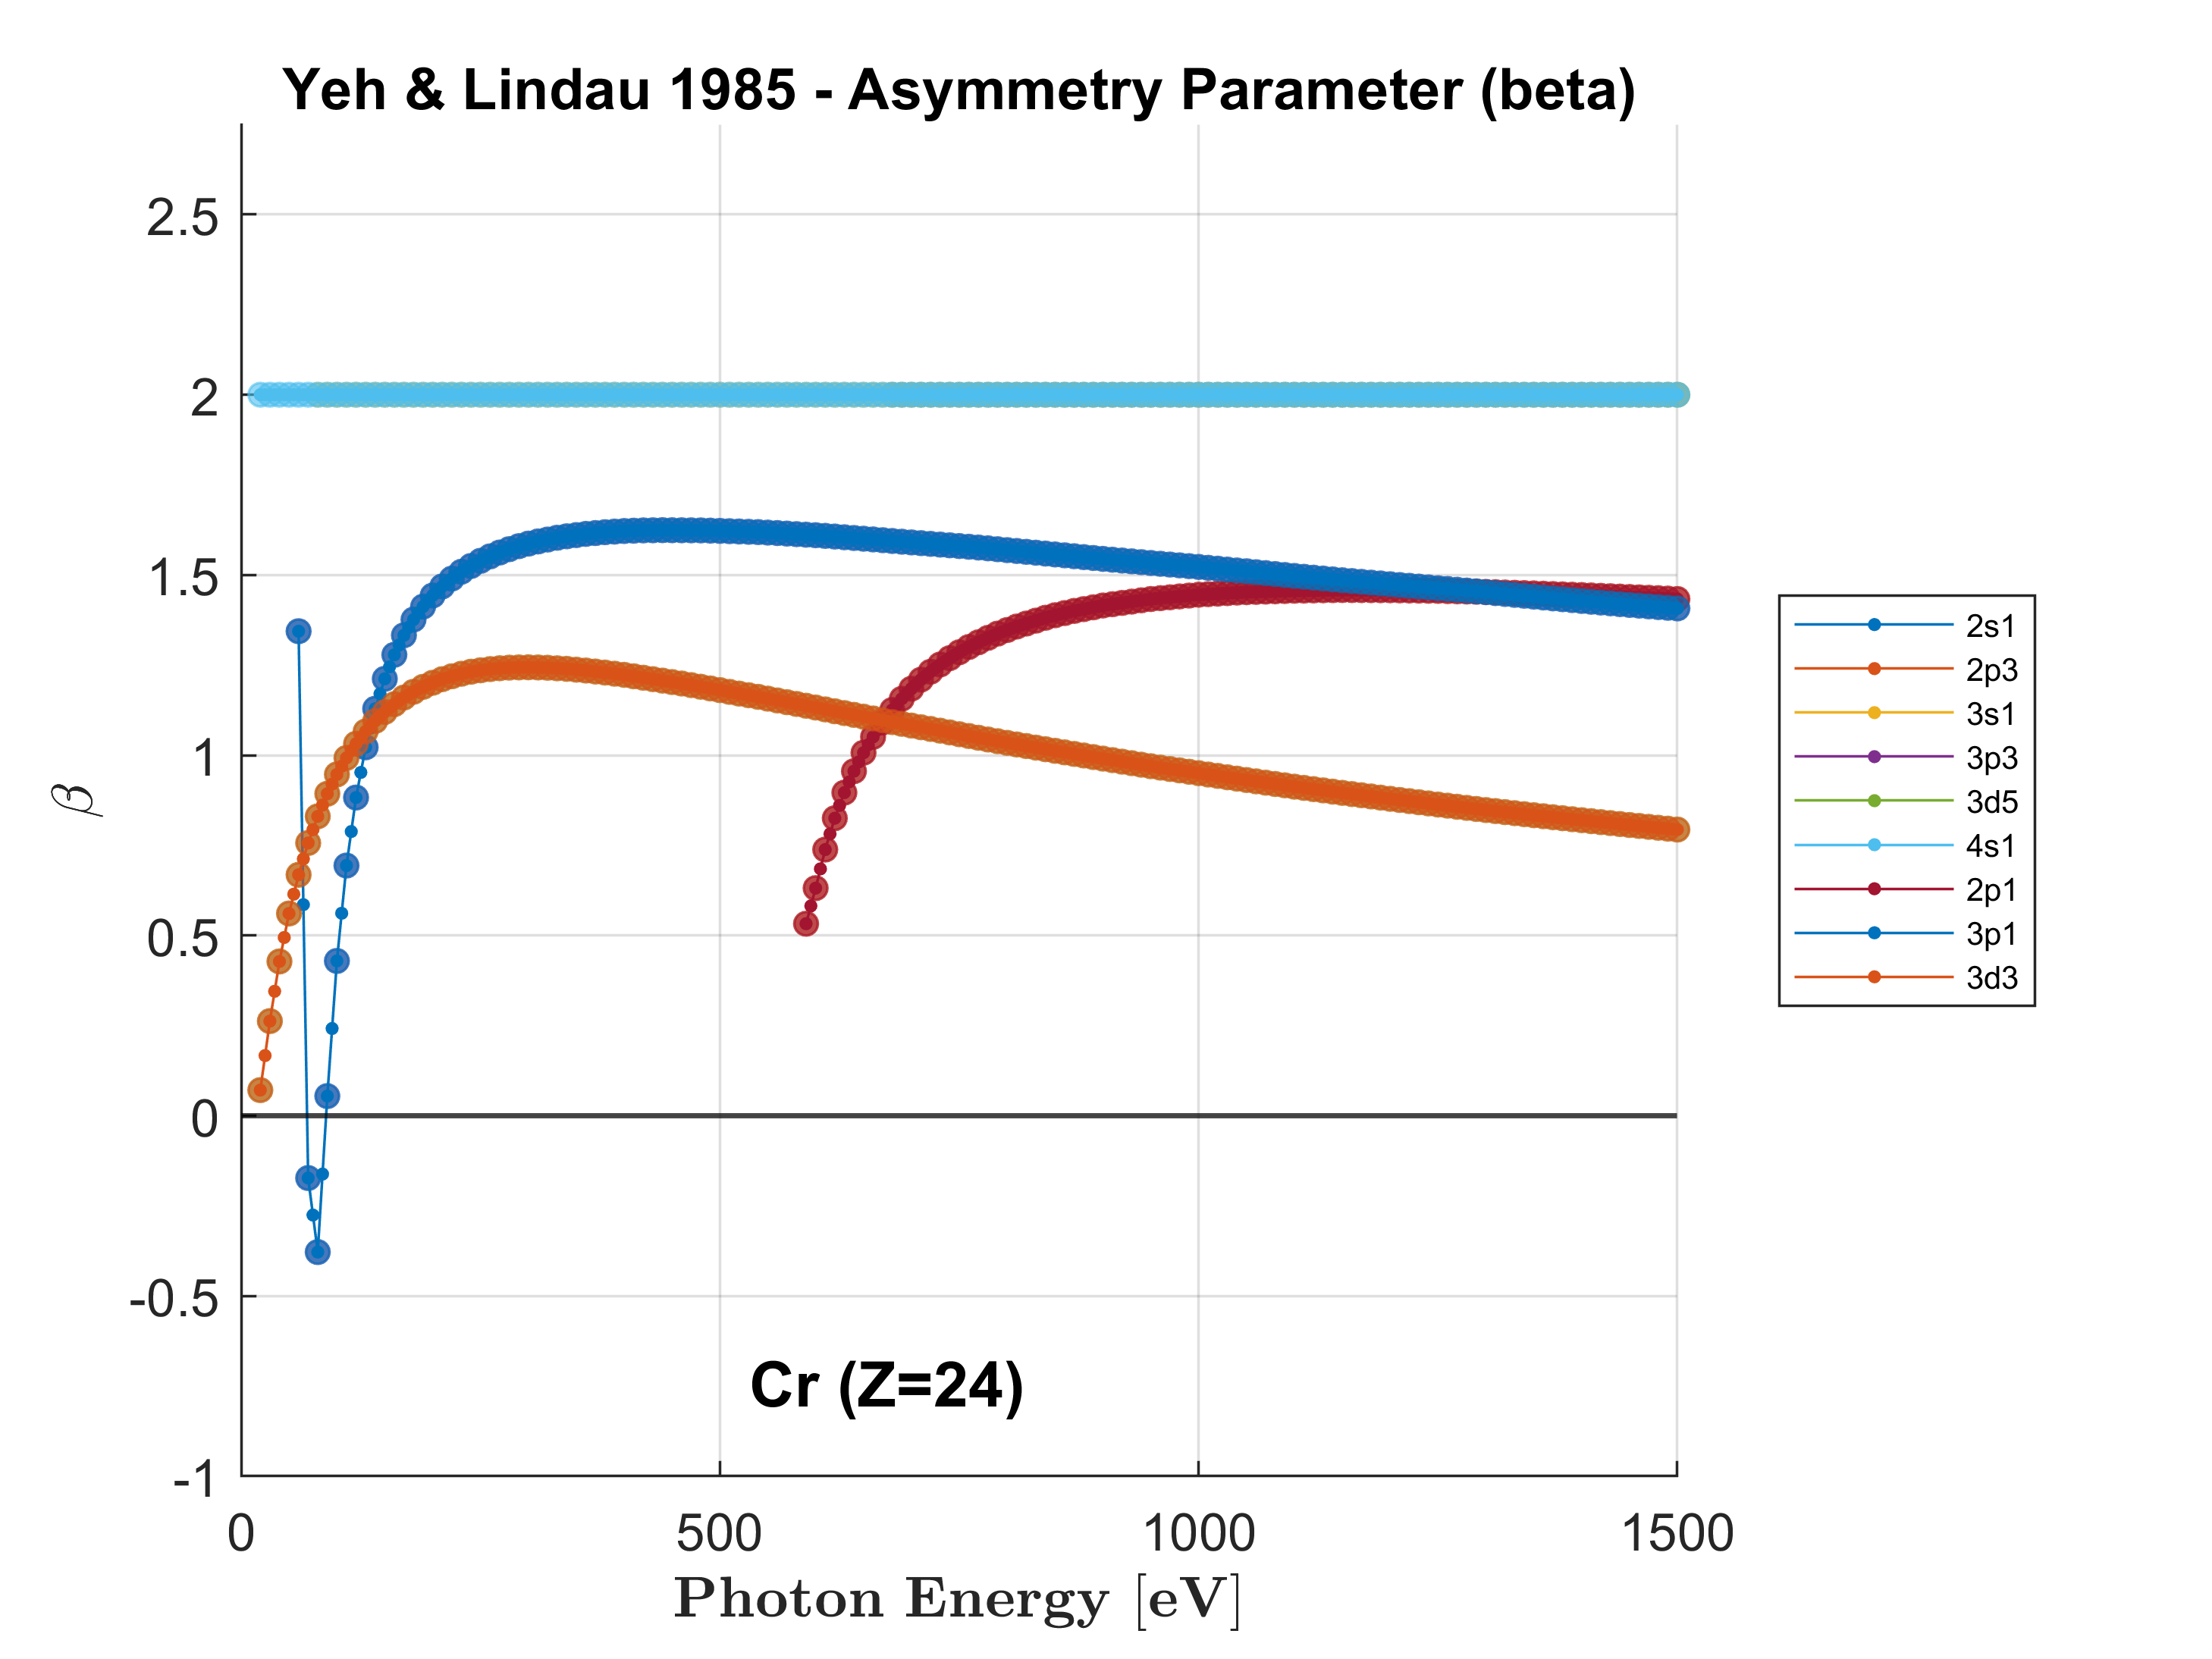 Yeh & Lindau 1985 - Asymmetry Parameter (beta)
2.5
2
1.5
1
0.5
0
-0.5
-1
β
Cr (Z=24)
0 500 1000 1500
Photon Energy [eV]
2s1
2p3
3s1
3p3
3d5
4s1
2p1
3p1
3d3